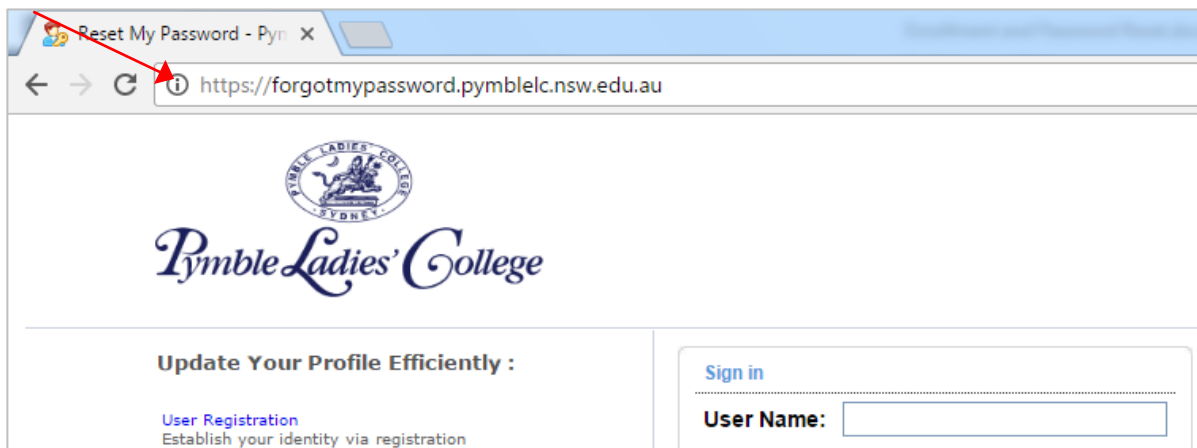 Reset My Password - Pym
https://forgotmypassword.pymblelc.nsw.edu.au
PYMBLE LADIES' COLLEGE
·SYDNEY·
Pymble Ladies' College
Update Your Profile Efficiently :
User Registration
Establish your identity via registration
Sign in
User Name: